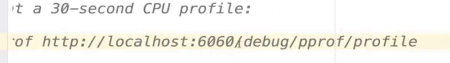 t a 30-second CPU profile:
of http://localhost:6060/debug/pprof/profile